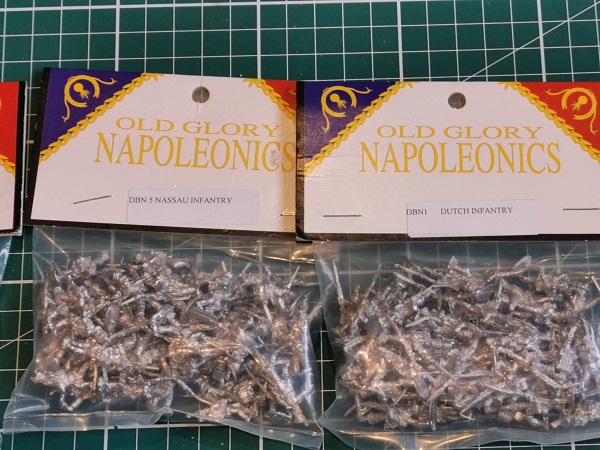 OLD GLORY
NAPOLEONICS
DBN 5 NASSAU INFANTRY
OLD GLORY
NAPOLEONICS
DBN1 DUTCH INFANTRY